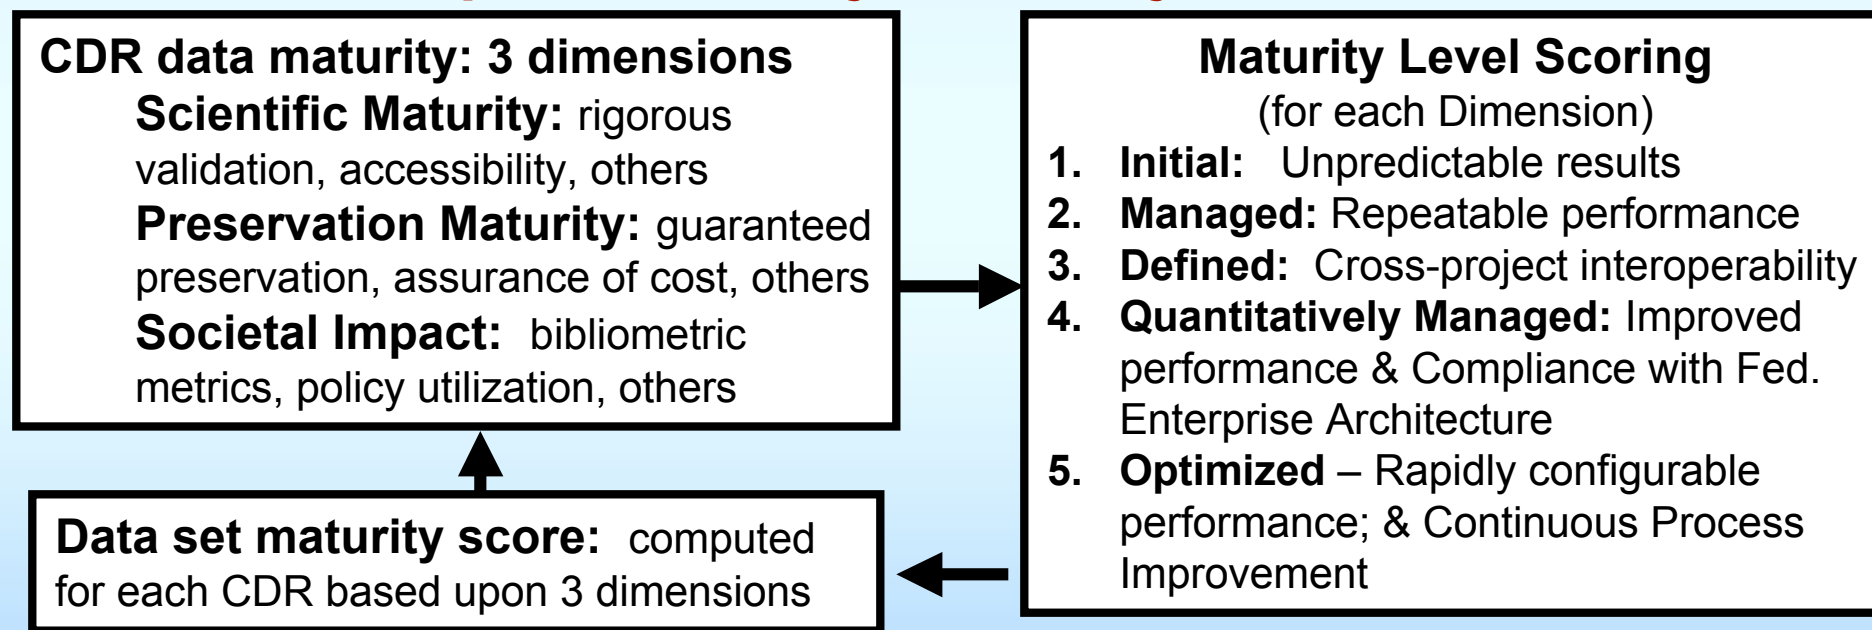 CDR data maturity: 3 dimensions
Scientific Maturity: rigorous
validation, accessibility, others
Preservation Maturity: guaranteed
preservation, assurance of cost, others
Societal Impact: bibliometric
metrics, policy utilization, others
Data set maturity score: computed
for each CDR based upon 3 dimensions
Maturity Level Scoring
(for each Dimension)
1. Initial: Unpredictable results
2. Managed: Repeatable performance
3. Defined: Cross-project interoperability
4. Quantitatively Managed: Improved
performance & Compliance with Fed.
Enterprise Architecture
5. Optimized – Rapidly configurable
performance; & Continuous Process
Improvement